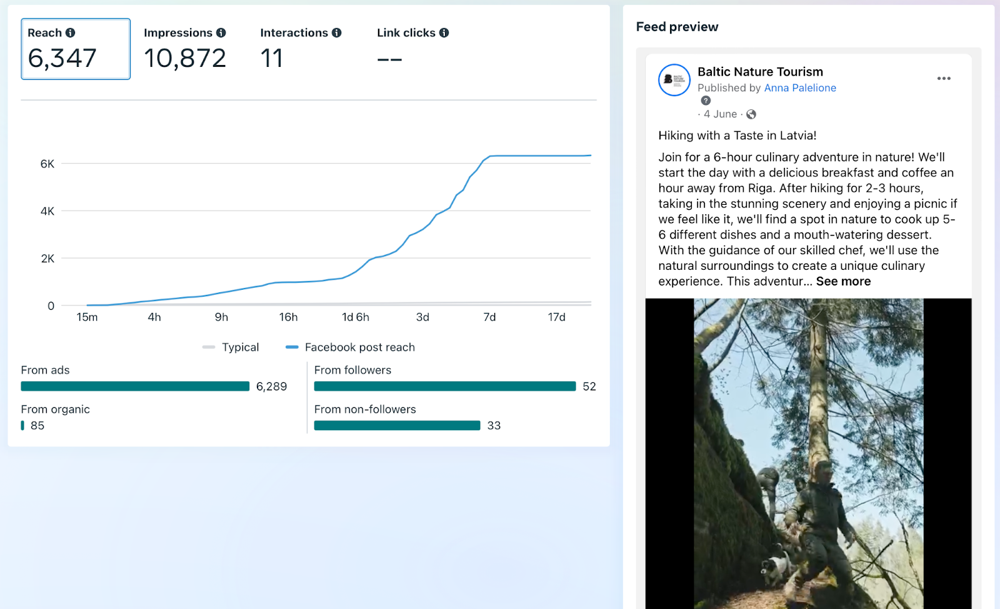 Reach
6,347
Impressions
10,872
Interactions
11
Link clicks
--
6K
4K
2K
0
15m 4h 9h 16h 1d 6h 3d 7d 17d
Typical Facebook post reach
From ads
6,289
From organic
85
From followers
52
From non-followers
33
Feed preview
BALTIC
NATURE
TOURISM
Baltic Nature Tourism
Published by Anna Palelione
· 4 June ·
Hiking with a Taste in Latvia!
Join for a 6-hour culinary adventure in nature! We'll
start the day with a delicious breakfast and coffee an
hour away from Riga. After hiking for 2-3 hours,
taking in the stunning scenery and enjoying a picnic if
we feel like it, we'll find a spot in nature to cook up 5-
6 different dishes and a mouth-watering dessert.
With the guidance of our skilled chef, we'll use the
natural surroundings to create a unique culinary
experience. This adventur... See more